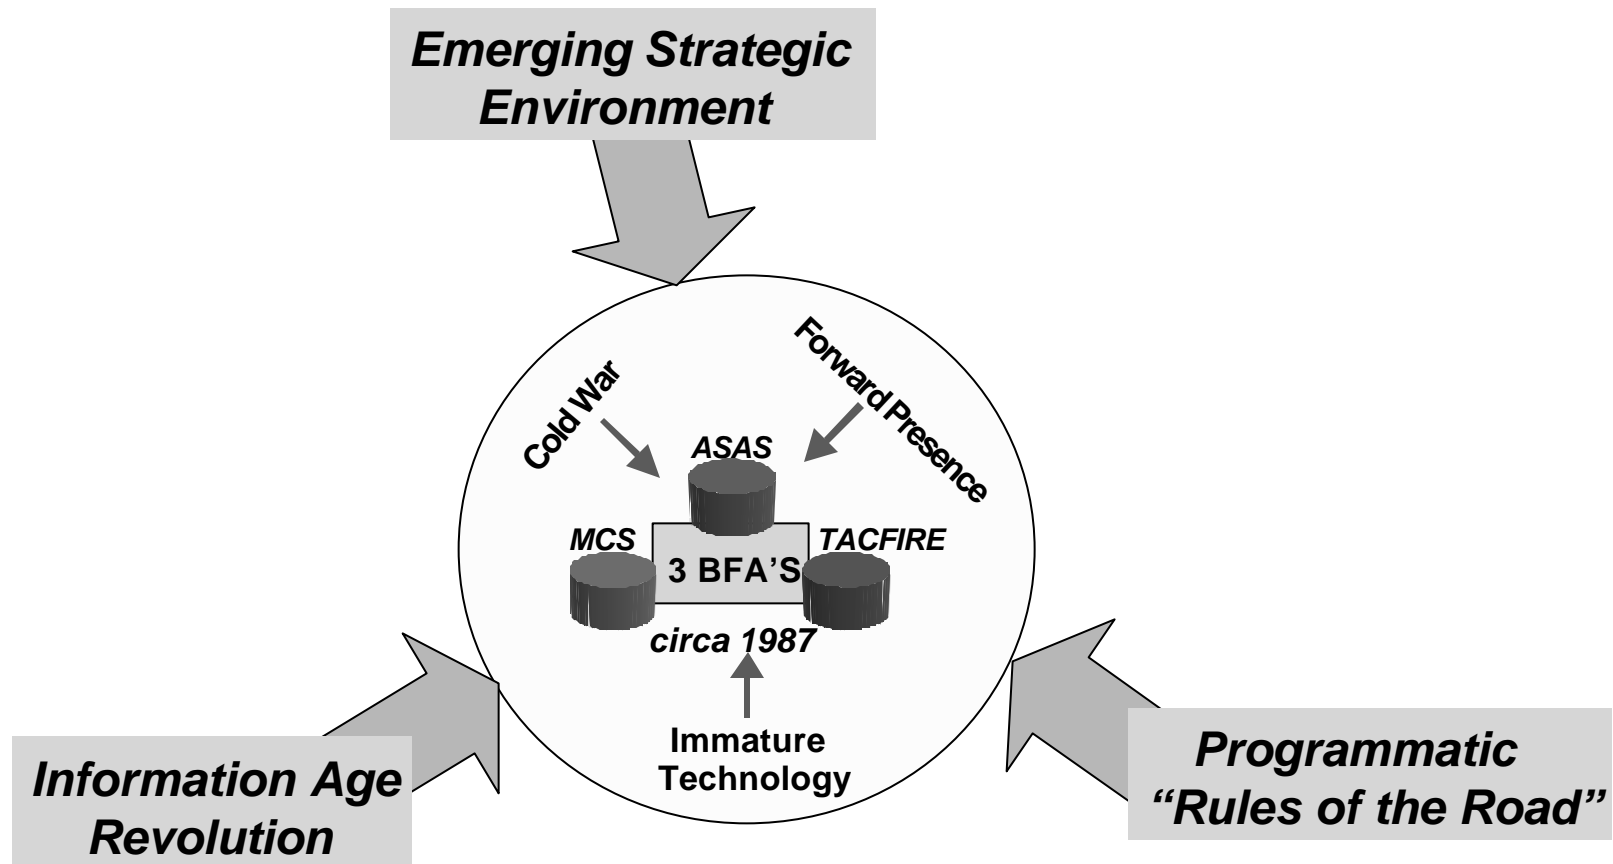 Emerging Strategic
Environment
Cold War
Forward Presence
ASAS
MCS
TACFIRE
3 BFA’S
circa 1987
Immature
Technology
Information Age
Revolution
Programmatic
“Rules of the Road”